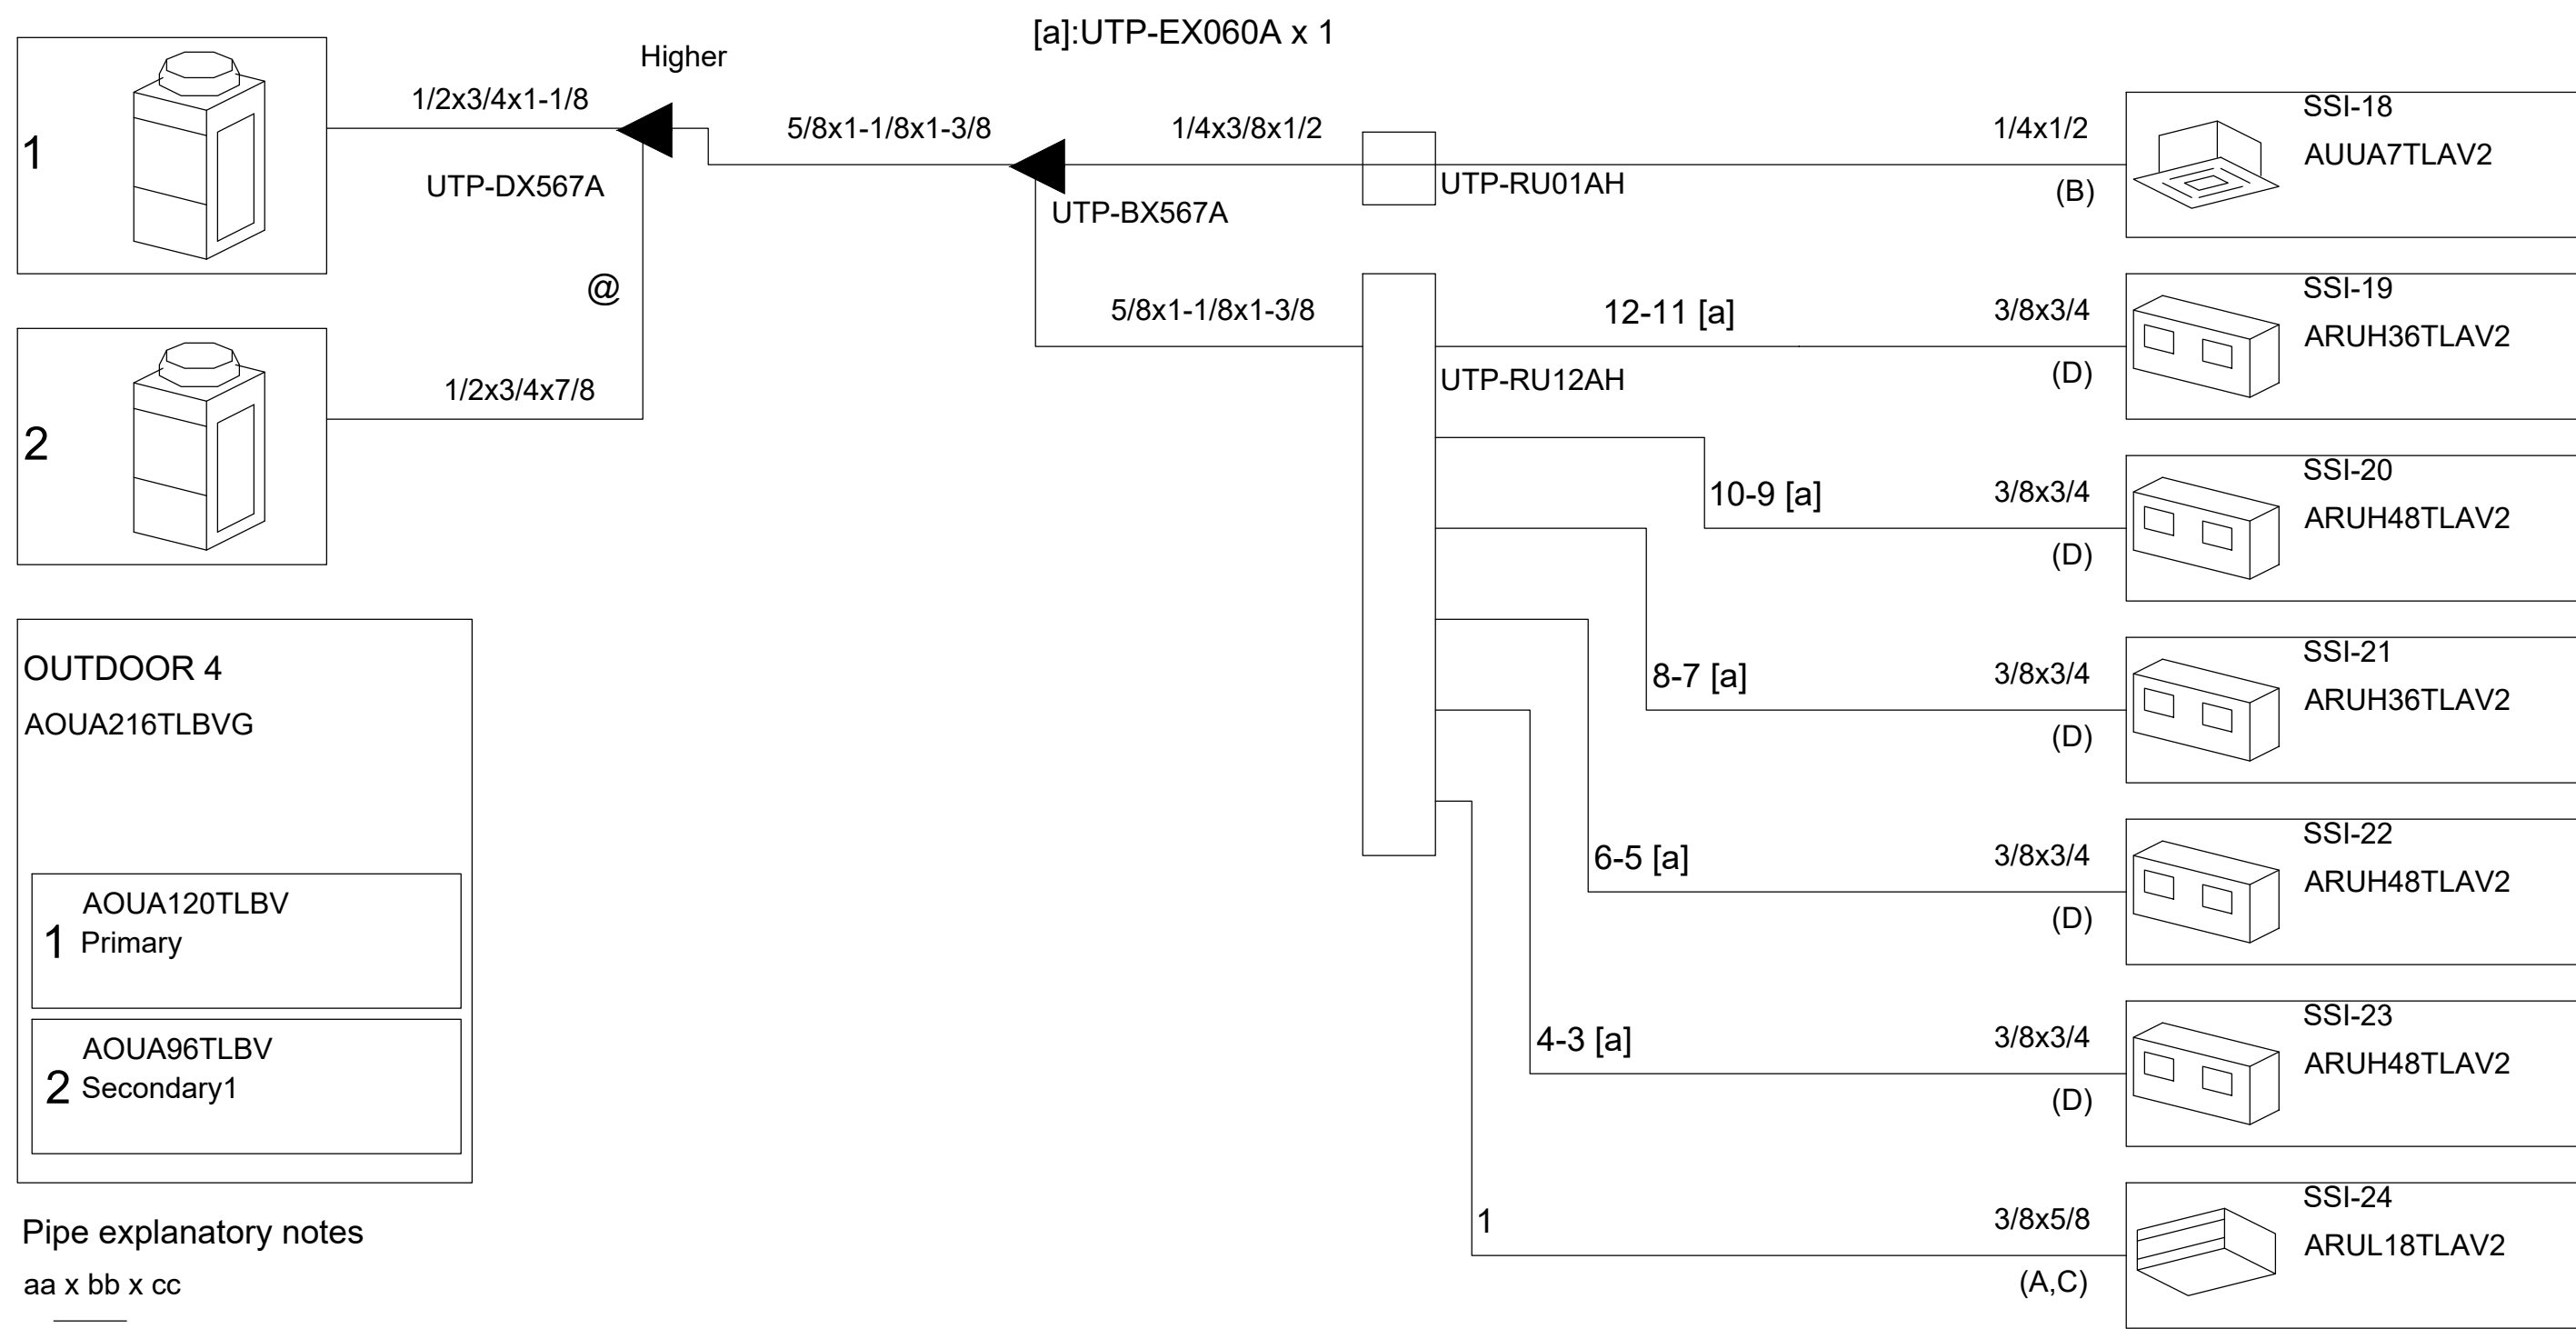 [a]:UTP-EX060A x 1
Higher
1/2x3/4x1-1/8
5/8x1-1/8x1-3/8
1/4x3/8x1/2
1/4x1/2
SSI-18
AUUA7TLAV2
1
UTP-DX567A
UTP-BX567A
UTP-RU01AH
(B)
@
5/8x1-1/8x1-3/8
12-11 [a]
3/8x3/4
SSI-19
ARUH36TLAV2
UTP-RU12AH
(D)
1/2x3/4x7/8
2
10-9 [a]
3/8x3/4
SSI-20
ARUH48TLAV2
(D)
OUTDOOR 4
AOUA216TLBVG
8-7 [a]
3/8x3/4
SSI-21
ARUH36TLAV2
(D)
6-5 [a]
3/8x3/4
SSI-22
ARUH48TLAV2
(D)
AOUA120TLBV
1 Primary
4-3 [a]
3/8x3/4
SSI-23
ARUH48TLAV2
(D)
AOUA96TLBV
2 Secondary1
1
3/8x5/8
SSI-24
ARUL18TLAV2
(A,C)
Pipe explanatory notes
aa x bb x cc